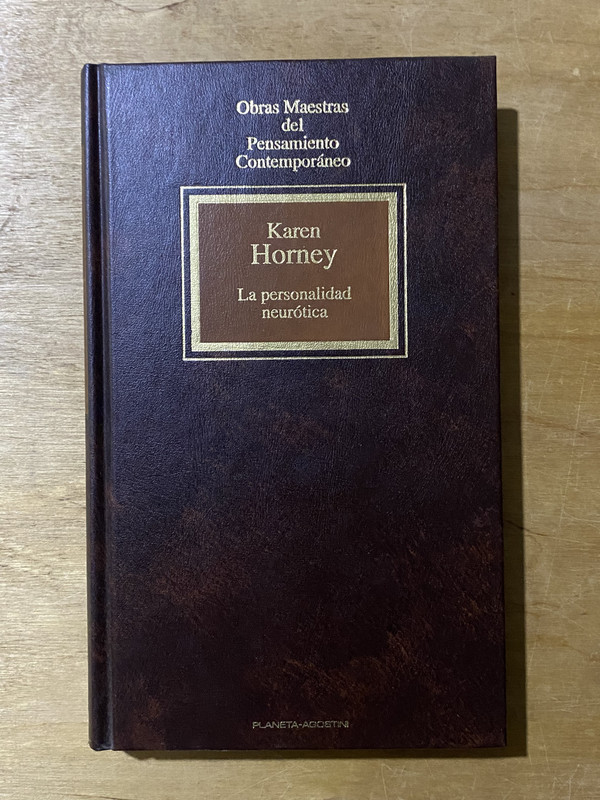 Obras Maestras
del
Pensamiento
Contemporáneo
Karen
Horney
La personalidad
neurótica
PLANETA-AGOSTINI